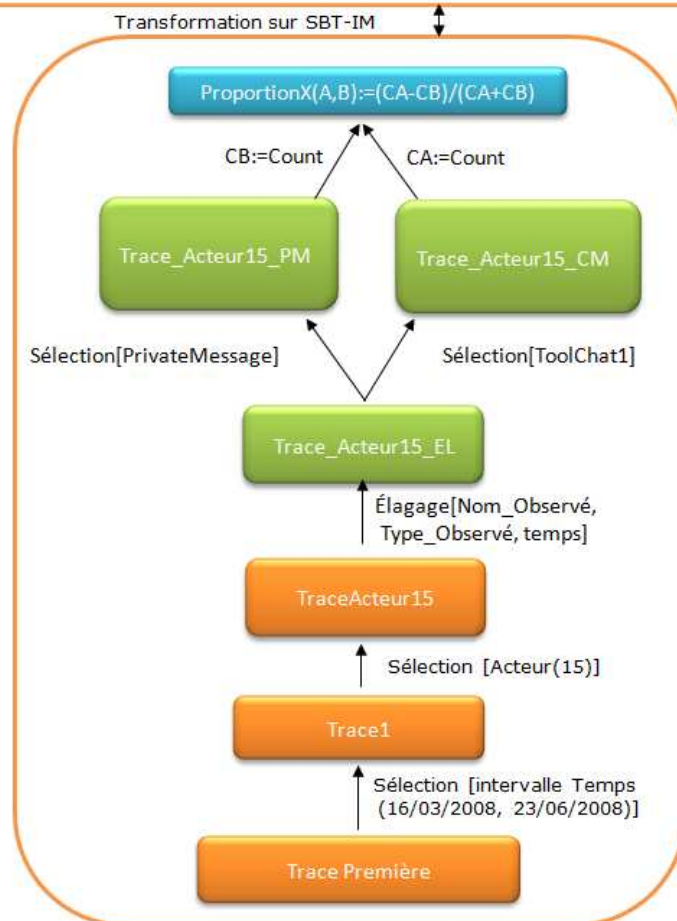 Transformation sur SBT-IM
ProportionX(A,B):=(CA-CB)/(CA+CB)
CB:=Count
CA:=Count
Trace_Acteur15_PM
Trace_Acteur15_CM
Sélection[PrivateMessage]
Sélection[ToolChat1]
Trace_Acteur15_EL
Élagage[Nom_Observé,
Type_Observé, temps]
TraceActeur15
Sélection [Acteur(15)]
Trace1
Sélection [intervalle Temps
(16/03/2008, 23/06/2008)]
Trace Première